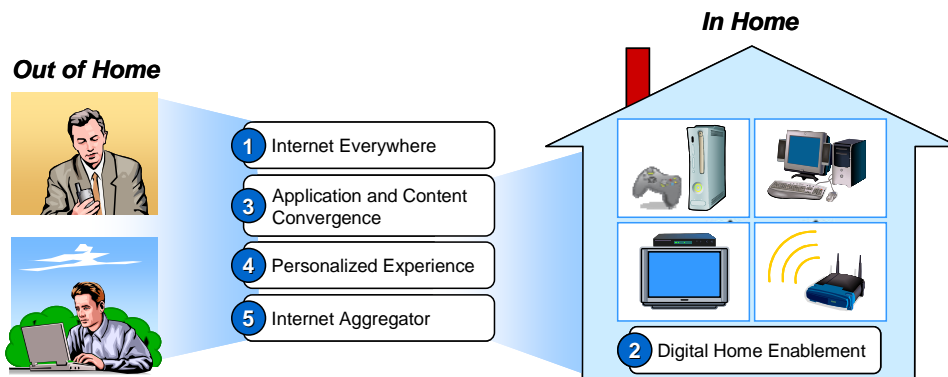 In Home
Out of Home
1 Internet Everywhere
3 Application and Content
Convergence
4 Personalized Experience
5 Internet Aggregator
2 Digital Home Enablement